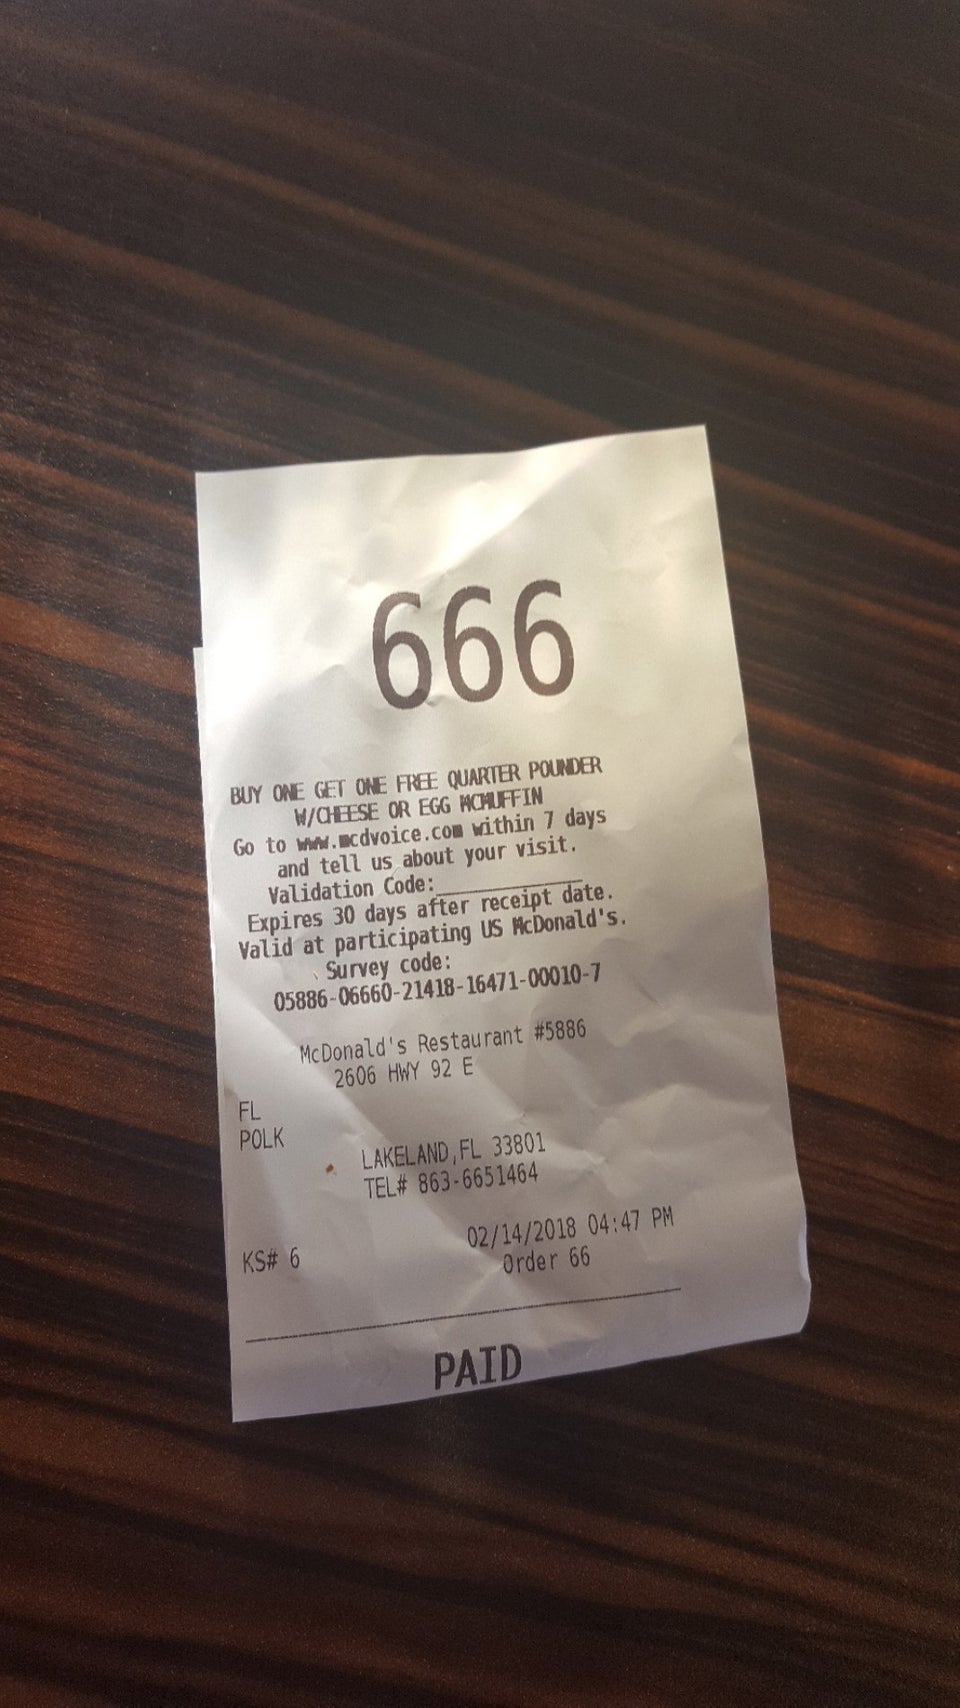 666
BUY ONE GET ONE FREE QUARTER POUNDER
W/CHEESE OR EGG MCMUFFIN
Go to www.mcdvoice.com within 7 days
and tell us about your visit.
Validation Code:____________
Expires 30 days after receipt date.
Valid at participating US McDonald's.
Survey code:
05886-06660-21418-16471-00010-7
McDonald's Restaurant #5886
2606 HWY 92 E
FL
POLK
LAKELAND,FL 33801
TEL# 863-6651464
02/14/2018 04:47 PM
KS# 6 Order 66
PAID